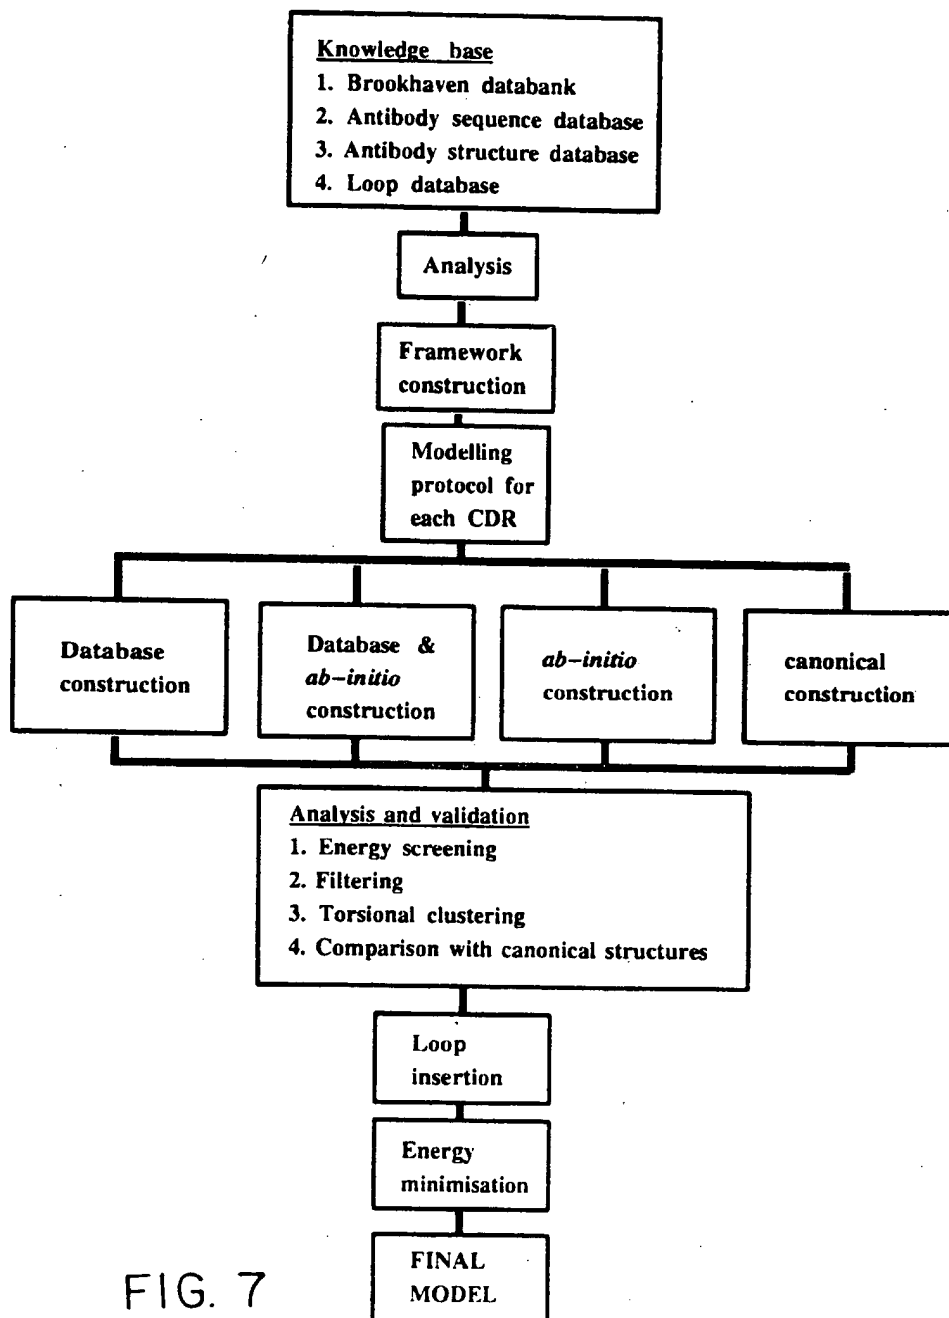 Knowledge base
1. Brookhaven databank
2. Antibody sequence database
3. Antibody structure database
4. Loop database
Analysis
Framework
construction
Modelling
protocol for
each CDR
Database
construction
Database &
ab-initio
construction
ab-initio
construction
canonical
construction
Analysis and validation
1. Energy screening
2. Filtering
3. Torsional clustering
4. Comparison with canonical structures
Loop
insertion
Energy
minimisation
FINAL
MODEL
FIG. 7